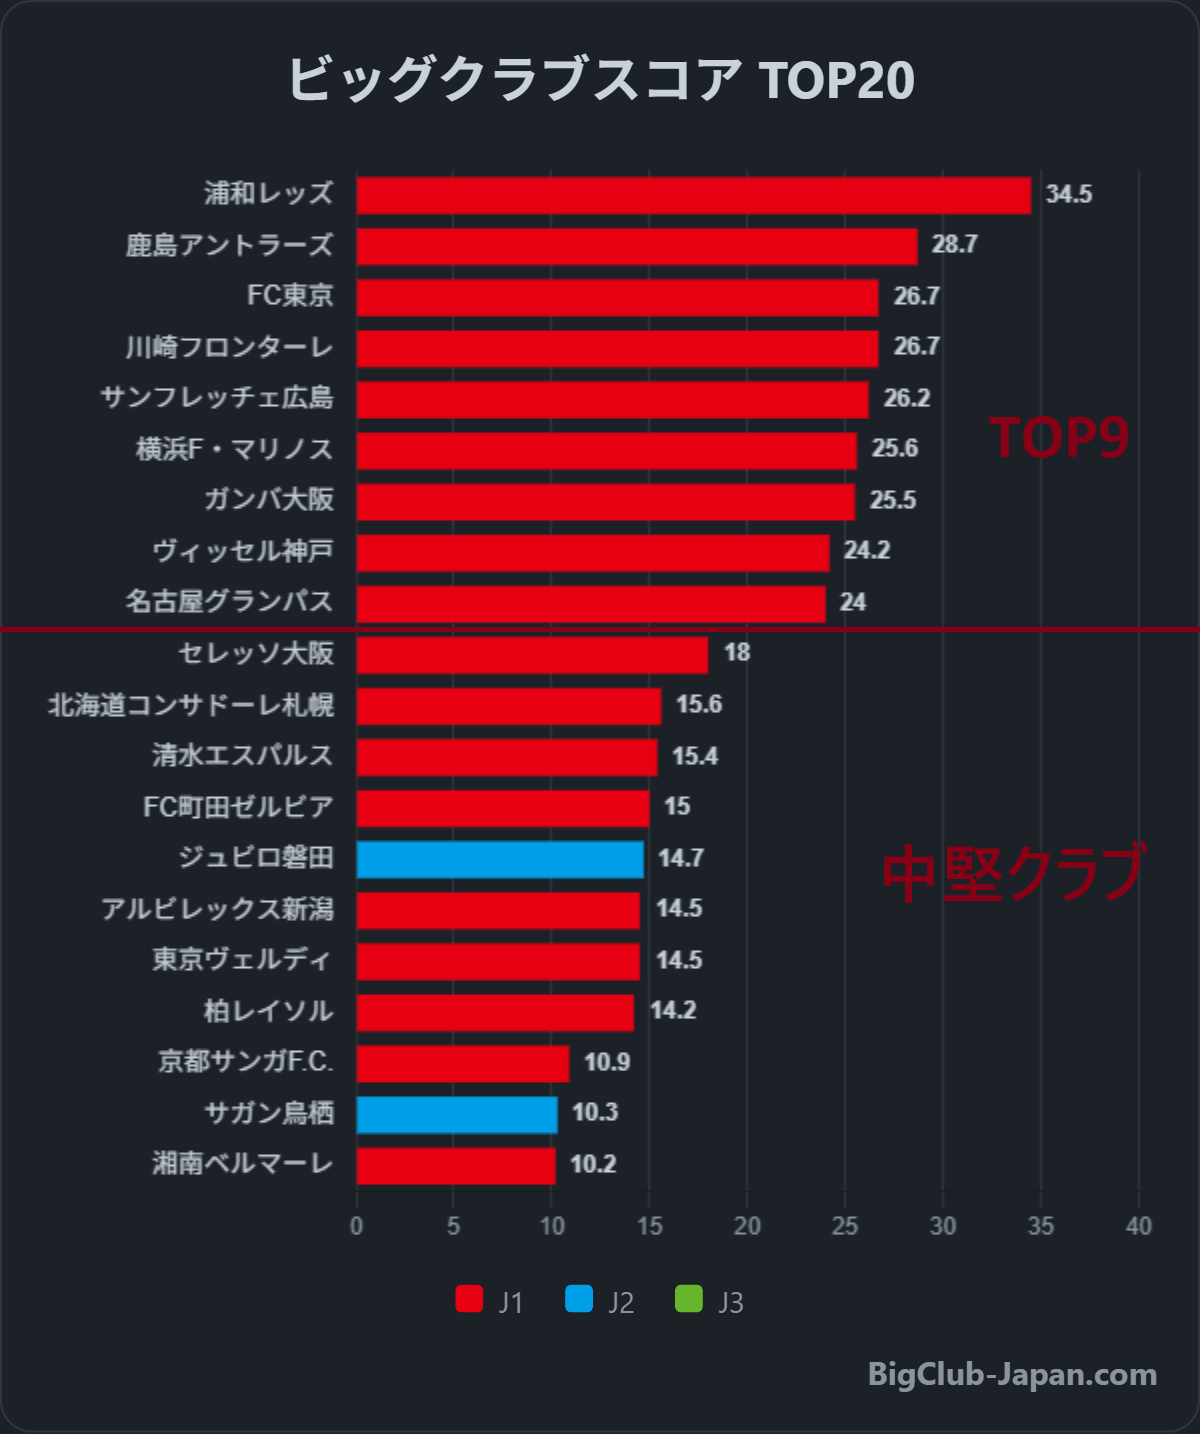 ビッグクラブスコア TOP20
浦和レッズ 34.5
鹿島アントラーズ 28.7
FC東京 26.7
川崎フロンターレ 26.7
サンフレッチェ広島 26.2
TOP9
横浜F・マリノス 25.6
ガンバ大阪 25.5
ヴィッセル神戸 24.2
名古屋グランパス 24
セレッソ大阪 18
北海道コンサドーレ札幌 15.6
清水エスパルス 15.4
FC町田ゼルビア 15
ジュビロ磐田 14.7
中堅クラブ
アルビレックス新潟 14.5
東京ヴェルディ 14.5
柏レイソル 14.2
京都サンガF.C. 10.9
サガン鳥栖 10.3
湘南ベルマーレ 10.2
0 5 10 15 20 25 30 35 40
J1 J2 J3
BigClub-Japan.com